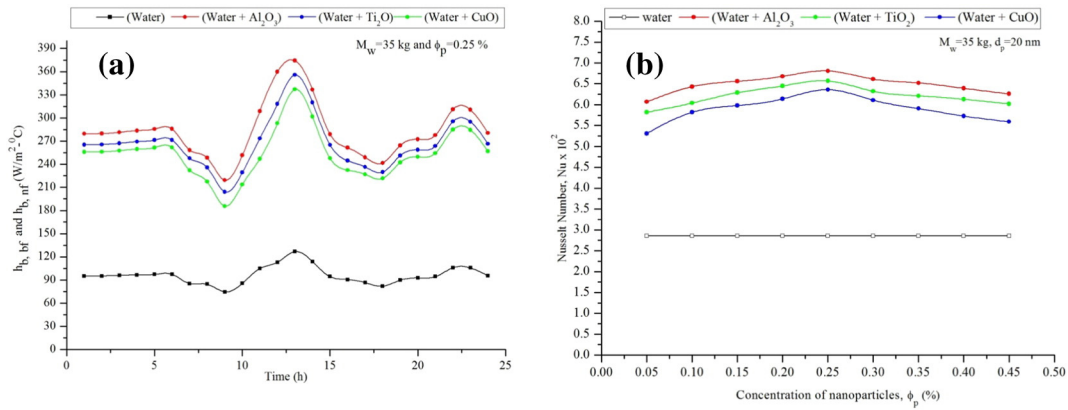 (Water) (Water + Al2O3) (Water + Ti2O) (Water + CuO)
Mw=35 kg and ϕp=0.25 %
(a)
390
360
330
300
270
240
210
180
150
120
90
60
30
0
hb, bf and hb, nf (W/m2-0C)
0 5 10 15 20 25
Time (h)
water (Water + Al2O3) (Water + TiO2) (Water + CuO)
Mw=35 kg, dp=20 nm
(b)
8.0
7.5
7.0
6.5
6.0
5.5
5.0
4.5
4.0
3.5
3.0
2.5
2.0
1.5
1.0
0.5
0.0
Nusselt Number, Nu x 102
0.00 0.05 0.10 0.15 0.20 0.25 0.30 0.35 0.40 0.45 0.50
Concentration of nanoparticles, ϕp (%)